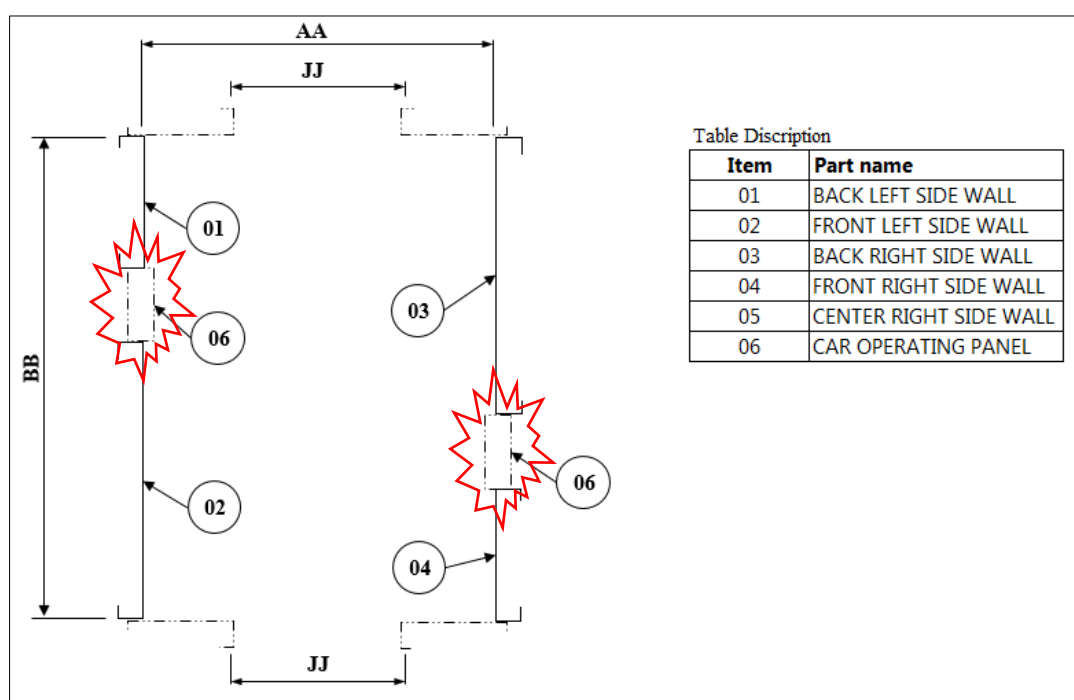 AA
JJ
BB
01
06
02
03
06
04
JJ
Table Discription
Item Part name
01 BACK LEFT SIDE WALL
02 FRONT LEFT SIDE WALL
03 BACK RIGHT SIDE WALL
04 FRONT RIGHT SIDE WALL
05 CENTER RIGHT SIDE WALL
06 CAR OPERATING PANEL